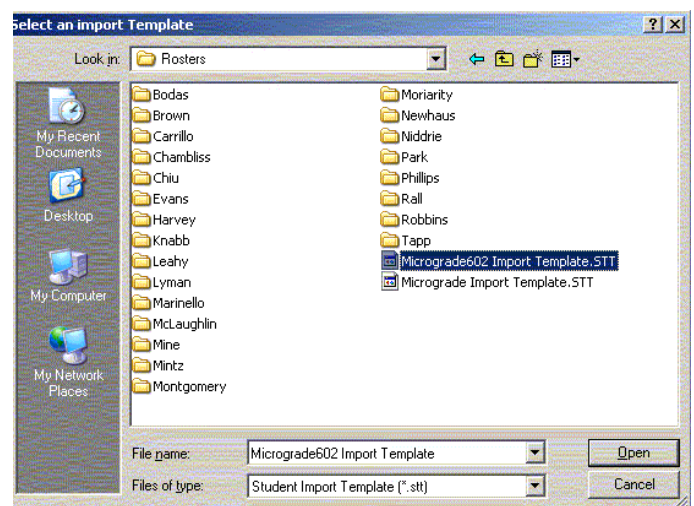 Select an import Template
Look in: Rosters
My Recent Documents
Desktop
My Computer
My Network Places
Bodas
Brown
Carrillo
Chambliss
Chiu
Evans
Harvey
Knabb
Leahy
Lyman
Marinello
McLaughlin
Mine
Mintz
Montgomery
Moriarity
Newhaus
Niddrie
Park
Phillips
Rall
Robbins
Tapp
Micrograde602 Import Template.STT
Micrograde Import Template.STT
File name: Micrograde602 Import Template Open
Files of type: Student Import Template (*.stt) Cancel